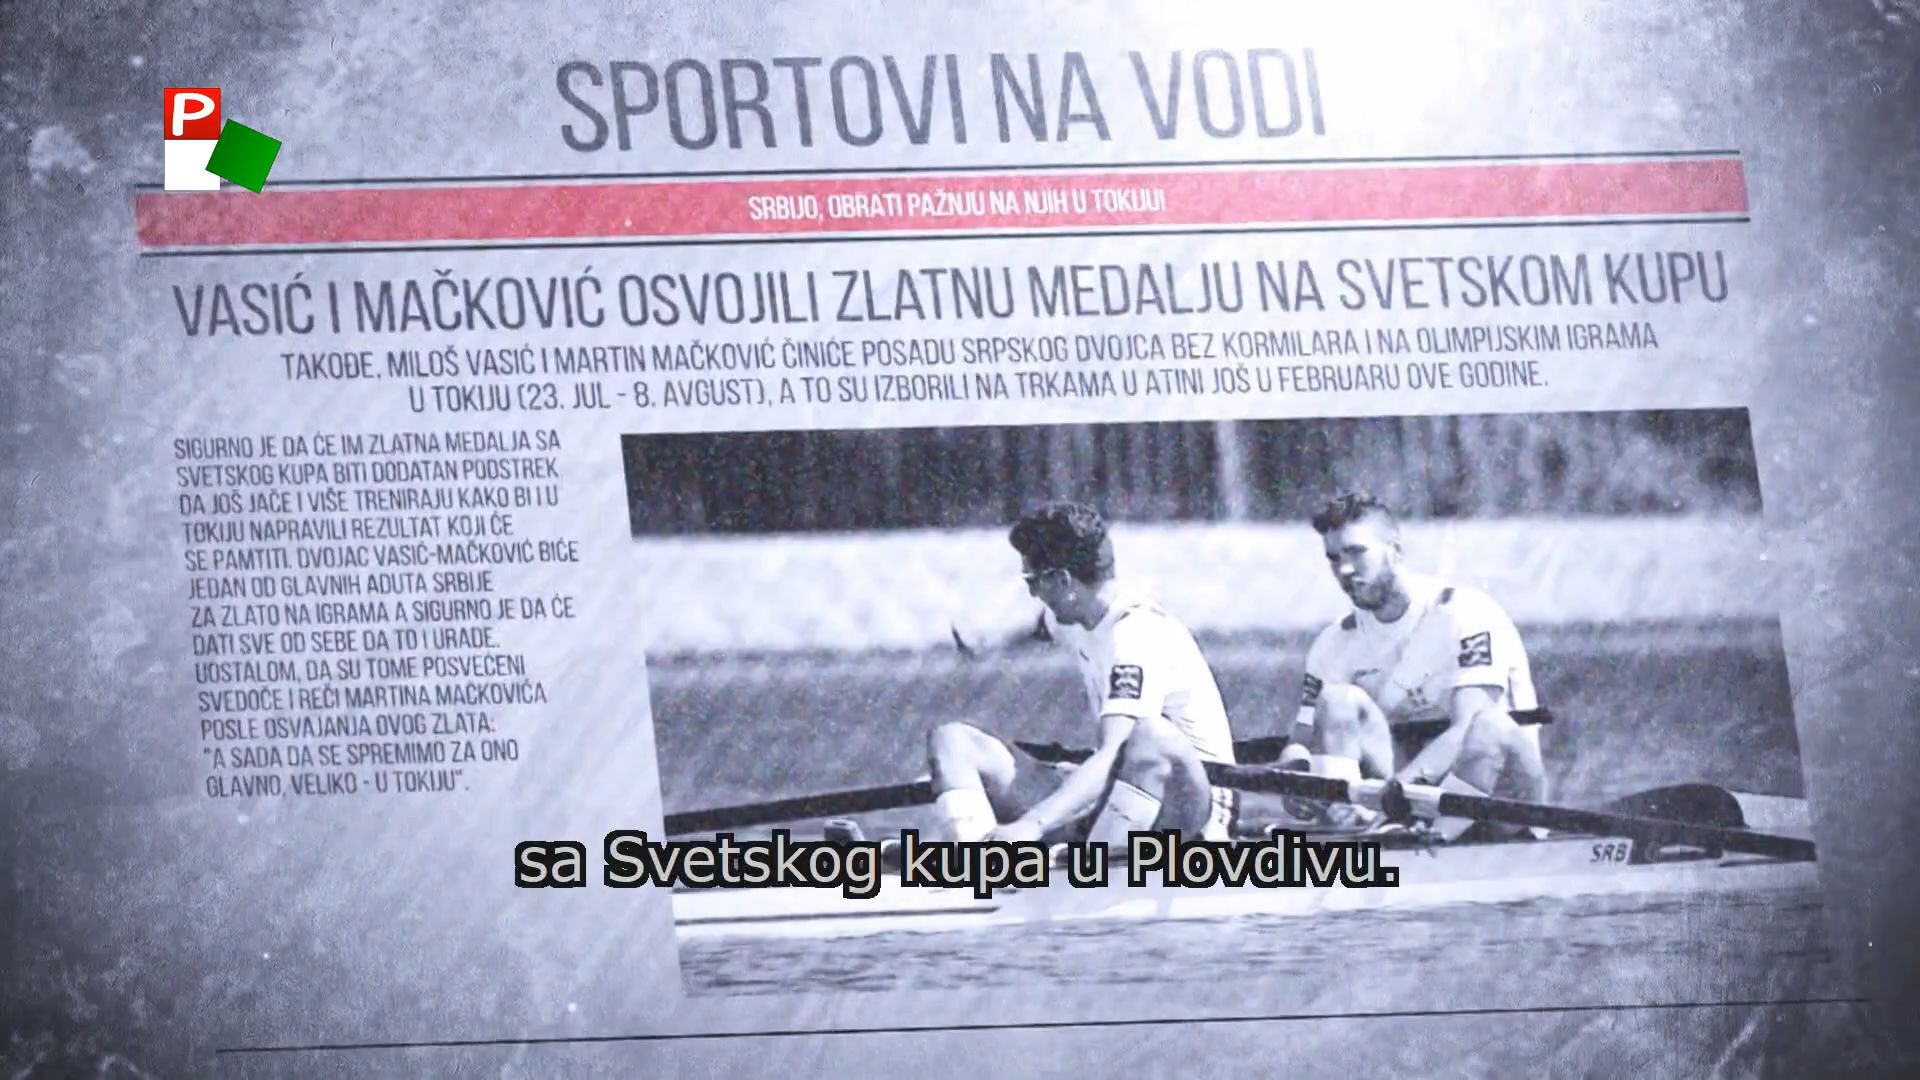 SPORTOVI NA VODI
P
SRBIJO, OBRATI PAŽNJU NA NJIH U TOKIJU!
VASIĆ I MAČKOVIĆ OSVOJILI ZLATNU MEDALJU NA SVETSKOM KUPU
TAKOĐE, MILOŠ VASIĆ I MARTIN MAČKOVIĆ ČINIĆE POSADU SRPSKOG DVOJCA BEZ KORMILARA I NA OLIMPIJSKIM IGRAMA
U TOKIJU (23. JUL - 8. AVGUST), A TO SU IZBORILI NA TRKAMA U ATINI JOŠ U FEBRUARU OVE GODINE.
SIGURNO JE DA ĆE IM ZLATNA MEDALJA SA
SVETSKOG KUPA BITI DODATAN PODSTREK
DA JOŠ JAČE I VIŠE TRENIRAJU KAKO BI I U
TOKIJU NAPRAVILI REZULTAT KOJI ĆE
SE PAMTITI. DVOJAC VASIĆ-MAČKOVIĆ BIĆE
JEDAN OD GLAVNIH ADUTA SRBIJE
ZA ZLATO NA IGRAMA A SIGURNO JE DA ĆE
DATI SVE OD SEBE DA TO I URADE.
UOSTALOM, DA SU TOME POSVEĆENI
SVEDOČE I REČI MARTINA MAČKOVIĆA
POSLE OSVAJANJA OVOG ZLATA:
"A SADA DA SE SPREMIMO ZA ONO
GLAVNO, VELIKO - U TOKIJU".
SRB
sa Svetskog kupa u Plovdivu.